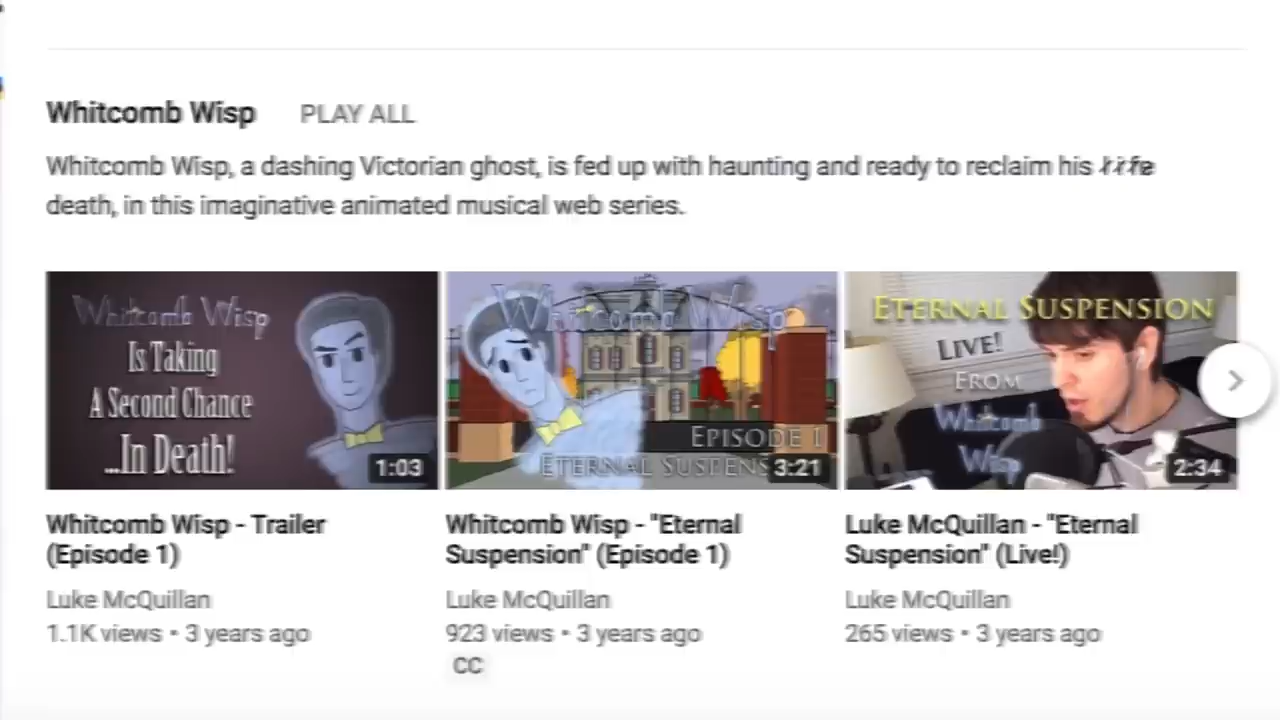 Whitcomb Wisp PLAY ALL
Whitcomb Wisp, a dashing Victorian ghost, is fed up with haunting and ready to reclaim his life
death, in this imaginative animated musical web series.
Whitcomb Wisp
Is Taking
A Second Chance
...In Death!
1:03
Whitcomb Wisp
EPISODE 1
ETERNAL SUSPENS
3:21
ETERNAL SUSPENSION
LIVE!
FROM
Whitcomb
Wisp
2:34
Whitcomb Wisp - Trailer
(Episode 1)
Luke McQuillan
1.1K views • 3 years ago
Whitcomb Wisp - "Eternal
Suspension" (Episode 1)
Luke McQuillan
923 views • 3 years ago
CC
Luke McQuillan - "Eternal
Suspension" (Live!)
Luke McQuillan
265 views • 3 years ago